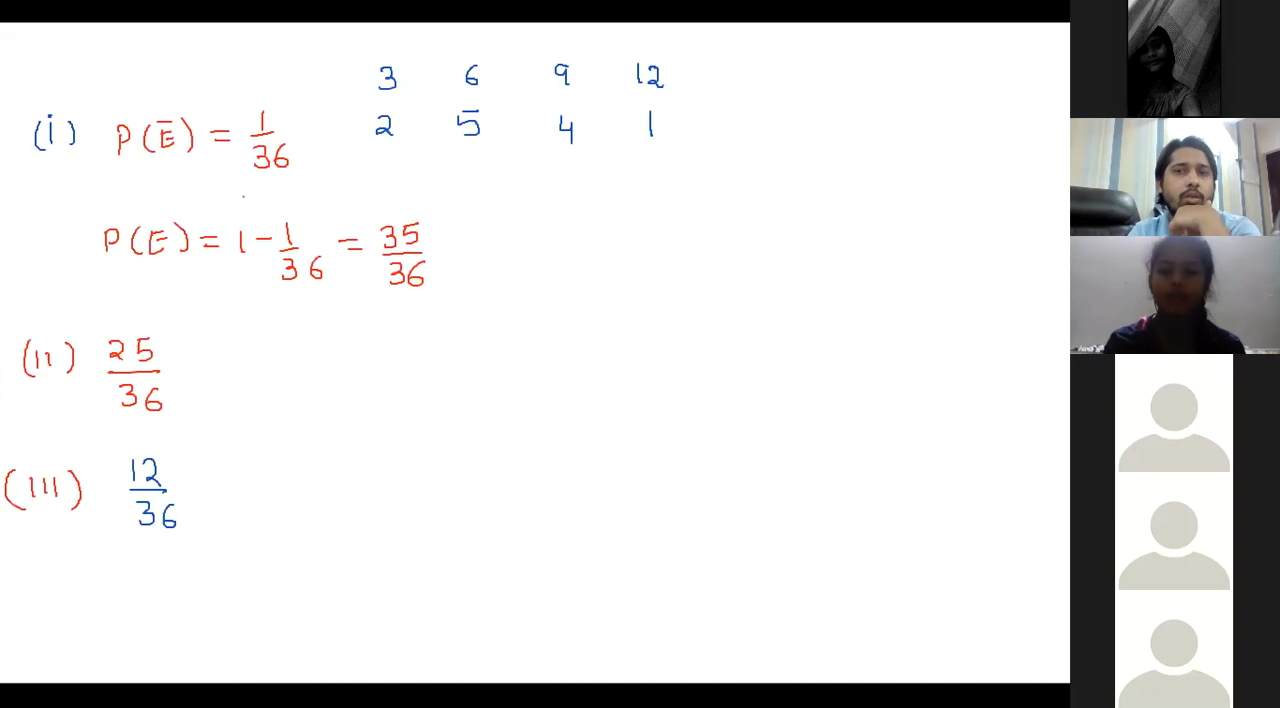 3 6 9 12
2 5 4 1
(i) P(Ē) = 1/36
P(E) = 1 - 1/36 = 35/36
(ii) 25/36
(iii) 12/36